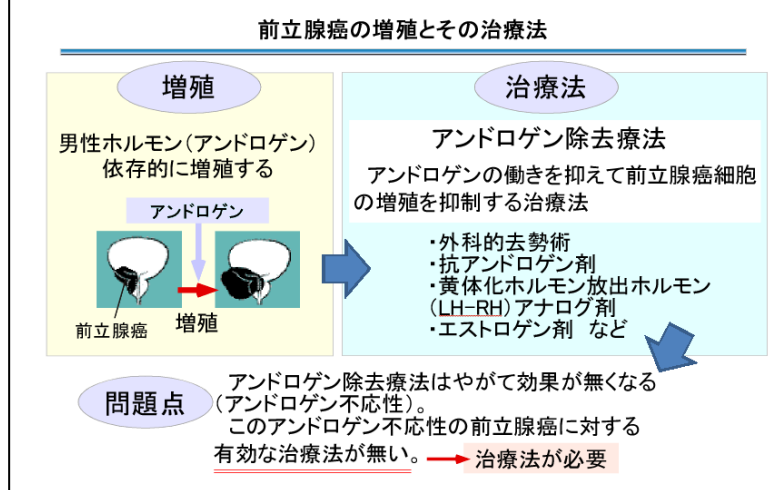 前立腺癌の増殖とその治療法
増殖
男性ホルモン(アンドロゲン)
依存的に増殖する
アンドロゲン
前立腺癌
増殖
治療法
アンドロゲン除去療法
アンドロゲンの働きを抑えて前立腺癌細胞
の増殖を抑制する治療法
・外科的去勢術
・抗アンドロゲン剤
・黄体化ホルモン放出ホルモン
(LH-RH)アナログ剤
・エストロゲン剤 など
問題点
アンドロゲン除去療法はやがて効果が無くなる
(アンドロゲン不応性)。
このアンドロゲン不応性の前立腺癌に対する
有効な治療法が無い。
治療法が必要